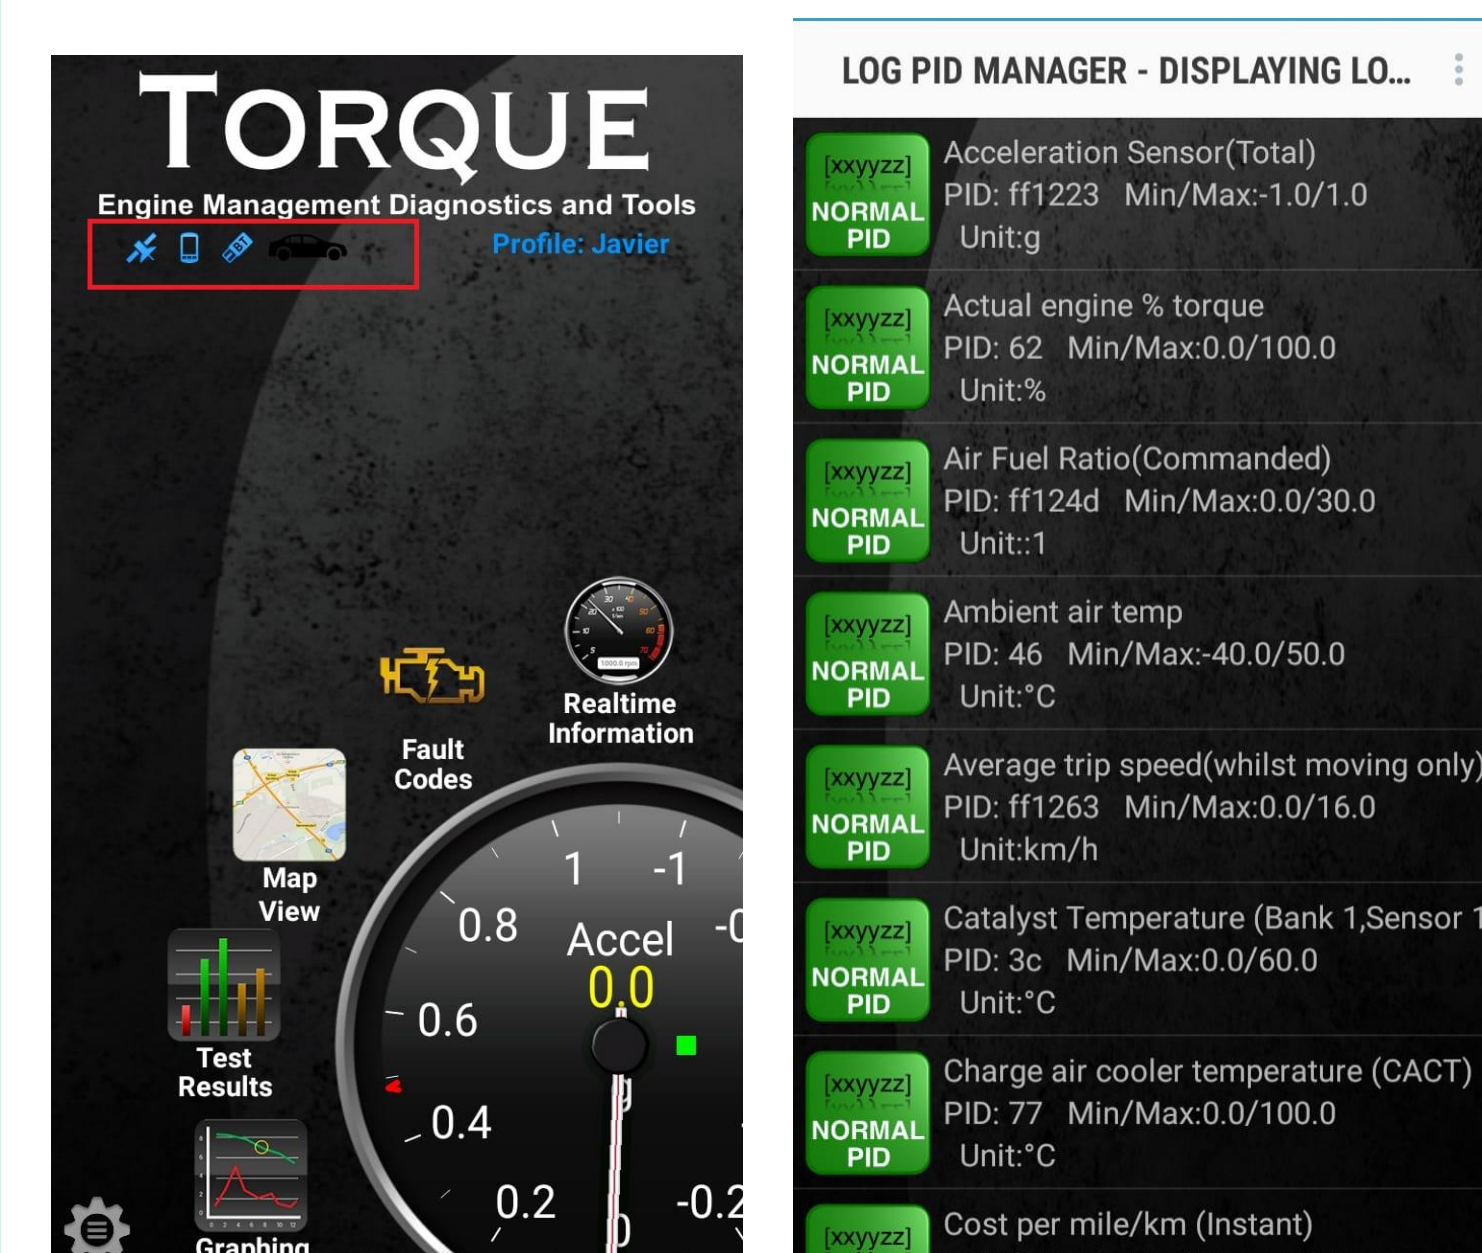 TORQUE
Engine Management Diagnostics and Tools
BT
Profile: Javier
Realtime
Information
1000.0 rpm
Fault
Codes
Map
View
Test
Results
Graphing
1
-1
0.8
Accel
0.0
0.6
0.4
0.2
-0.2
LOG PID MANAGER - DISPLAYING LO...
[xxyyzz]
NORMAL
PID
Acceleration Sensor(Total)
PID: ff1223 Min/Max:-1.0/1.0
Unit:g
[xxyyzz]
NORMAL
PID
Actual engine % torque
PID: 62 Min/Max:0.0/100.0
Unit:%
[xxyyzz]
NORMAL
PID
Air Fuel Ratio(Commanded)
PID: ff124d Min/Max:0.0/30.0
Unit::1
[xxyyzz]
NORMAL
PID
Ambient air temp
PID: 46 Min/Max:-40.0/50.0
Unit:°C
[xxyyzz]
NORMAL
PID
Average trip speed(whilst moving only)
PID: ff1263 Min/Max:0.0/16.0
Unit:km/h
[xxyyzz]
NORMAL
PID
Catalyst Temperature (Bank 1,Sensor 1
PID: 3c Min/Max:0.0/60.0
Unit:°C
[xxyyzz]
NORMAL
PID
Charge air cooler temperature (CACT)
PID: 77 Min/Max:0.0/100.0
Unit:°C
[xxyyzz]
Cost per mile/km (Instant)